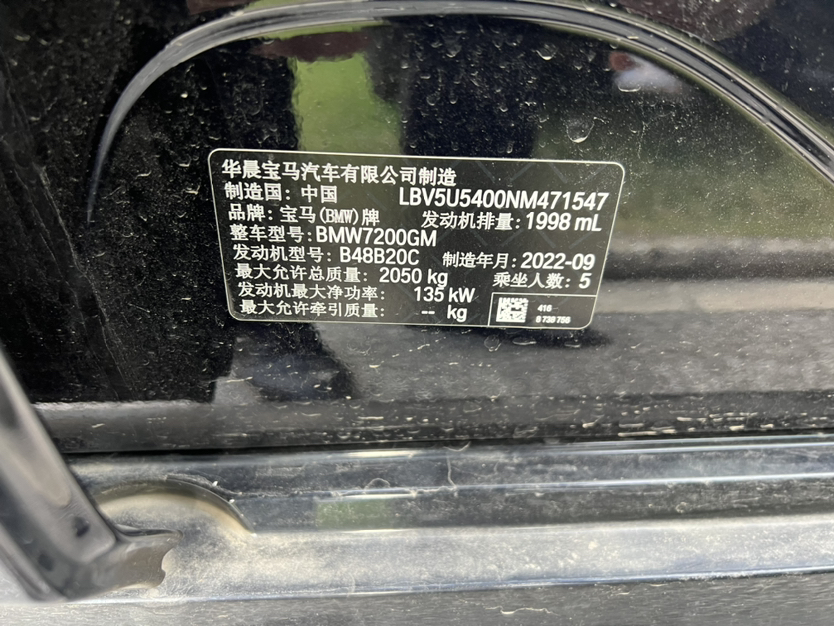 华晨宝马汽车有限公司制造
制造国：中国 LBV5U5400NM471547
品牌：宝马(BMW)牌 发动机排量：1998 mL
整车型号：BMW7200GM
发动机型号：B48B20C 制造年月：2022-09
最大允许总质量：2050 kg 乘坐人数：5
发动机最大净功率：135 kW
最大允许牵引质量：-- kg
416
8 739 756